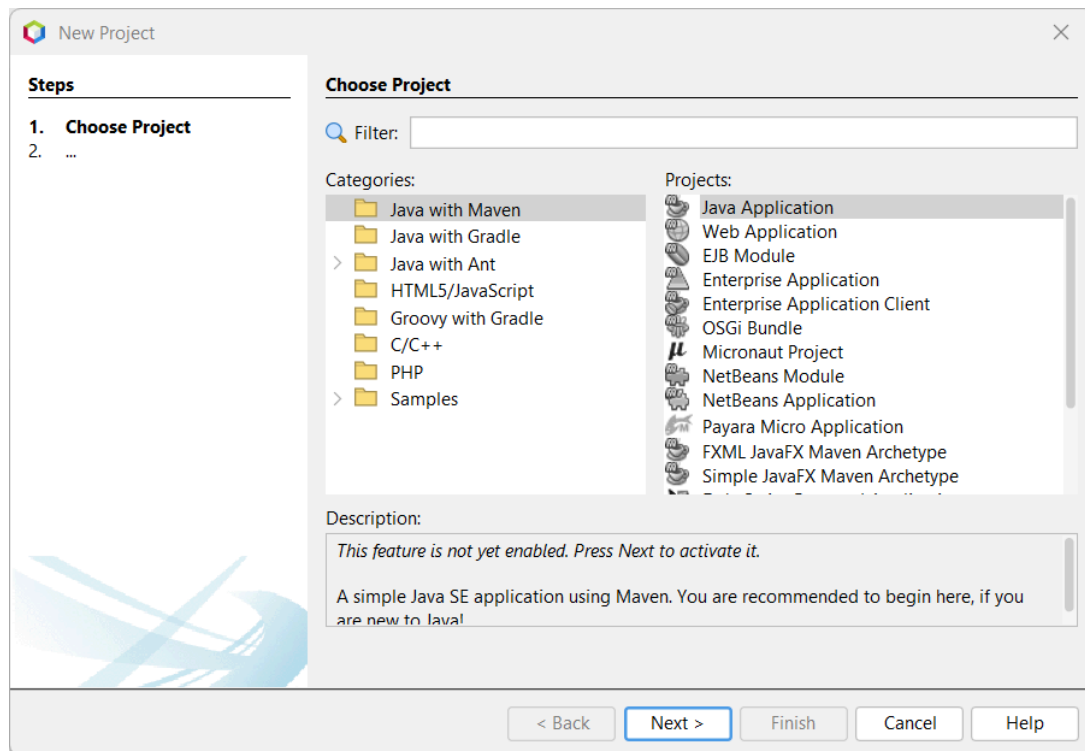 New Project
Steps
1. Choose Project
2. ...
Choose Project
Filter:
Categories:
Java with Maven
Java with Gradle
Java with Ant
HTML5/JavaScript
Groovy with Gradle
C/C++
PHP
Samples
Projects:
Java Application
Web Application
EJB Module
Enterprise Application
Enterprise Application Client
OSGi Bundle
Micronaut Project
NetBeans Module
NetBeans Application
Payara Micro Application
FXML JavaFX Maven Archetype
Simple JavaFX Maven Archetype
Description:
This feature is not yet enabled. Press Next to activate it.
A simple Java SE application using Maven. You are recommended to begin here, if you
are new to Java!
< Back Next > Finish Cancel Help